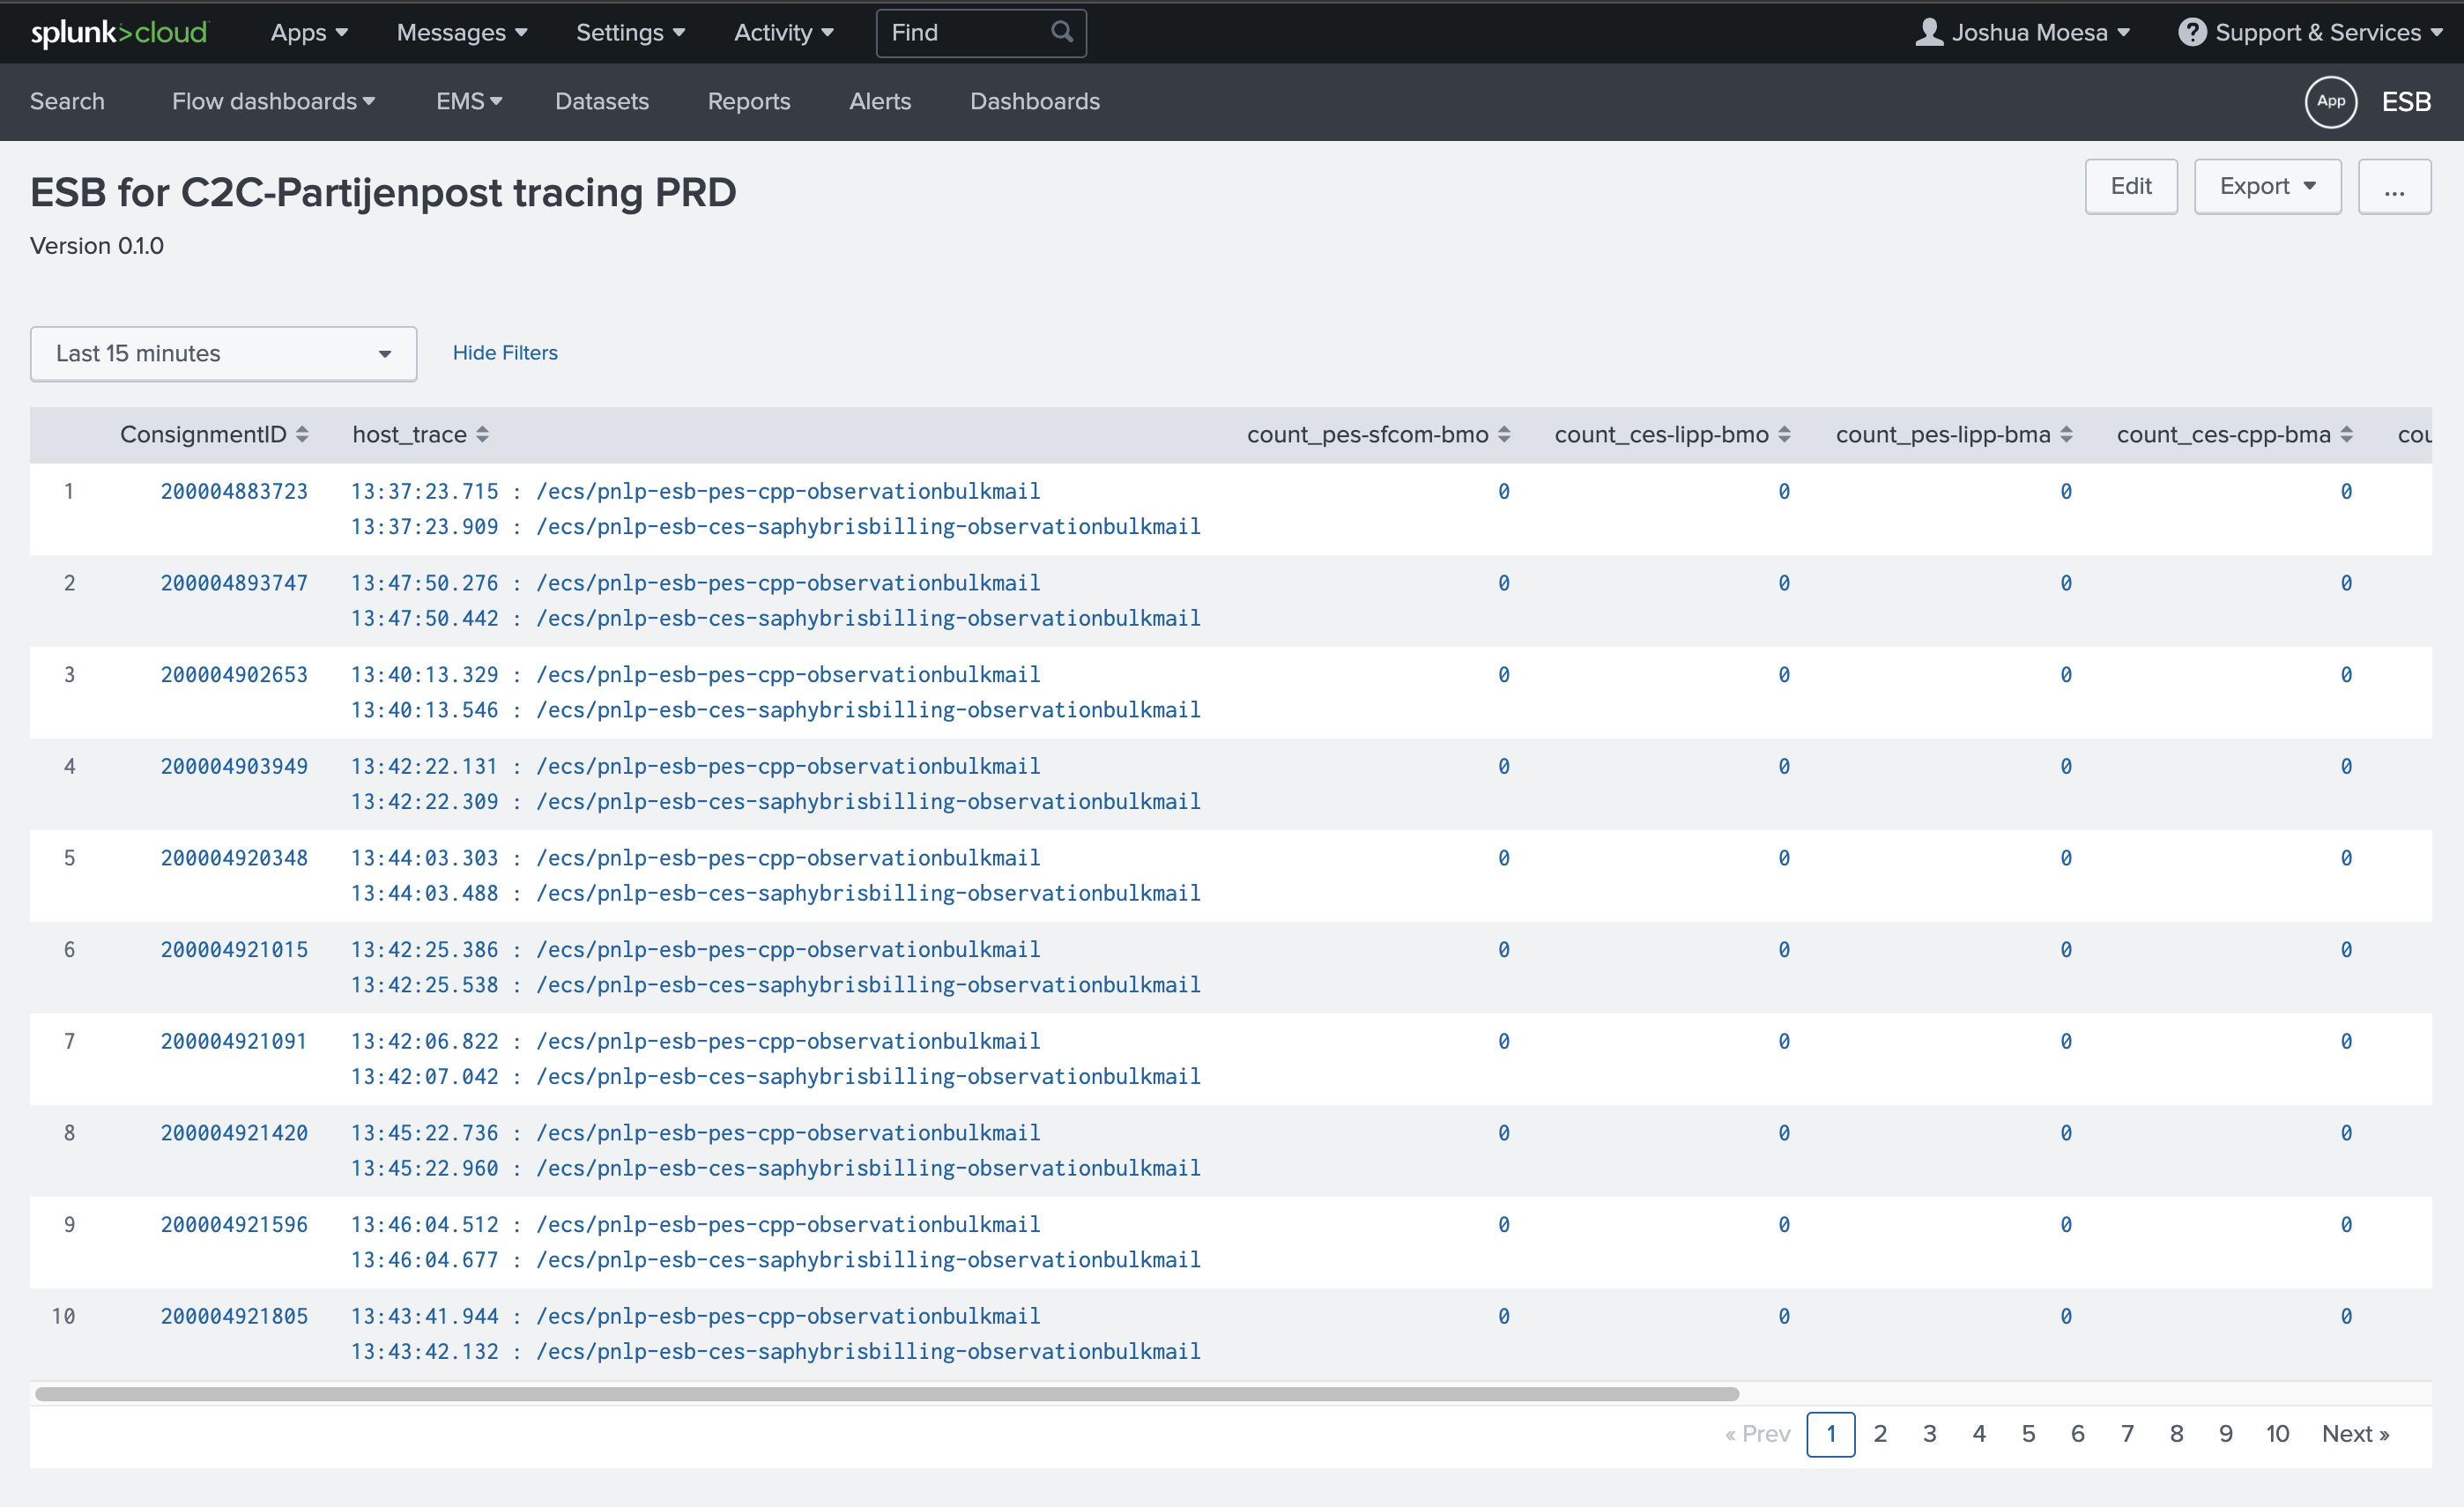 splunk>cloud Apps Messages Settings Activity Find Joshua Moesa ? Support & Services
Search Flow dashboards EMS Datasets Reports Alerts Dashboards App ESB
ESB for C2C-Partijenpost tracing PRD Edit Export ...
Version 0.1.0
Last 15 minutes Hide Filters
ConsignmentID host_trace count_pes-sfcom-bmo count_ces-lipp-bmo count_pes-lipp-bma count_ces-cpp-bma cou
1 200004883723 13:37:23.715 : /ecs/pnlp-esb-pes-cpp-observationbulkmail 0 0 0 0
13:37:23.909 : /ecs/pnlp-esb-ces-saphybrisbilling-observationbulkmail
2 200004893747 13:47:50.276 : /ecs/pnlp-esb-pes-cpp-observationbulkmail 0 0 0 0
13:47:50.442 : /ecs/pnlp-esb-ces-saphybrisbilling-observationbulkmail
3 200004902653 13:40:13.329 : /ecs/pnlp-esb-pes-cpp-observationbulkmail 0 0 0 0
13:40:13.546 : /ecs/pnlp-esb-ces-saphybrisbilling-observationbulkmail
4 200004903949 13:42:22.131 : /ecs/pnlp-esb-pes-cpp-observationbulkmail 0 0 0 0
13:42:22.309 : /ecs/pnlp-esb-ces-saphybrisbilling-observationbulkmail
5 200004920348 13:44:03.303 : /ecs/pnlp-esb-pes-cpp-observationbulkmail 0 0 0 0
13:44:03.488 : /ecs/pnlp-esb-ces-saphybrisbilling-observationbulkmail
6 200004921015 13:42:25.386 : /ecs/pnlp-esb-pes-cpp-observationbulkmail 0 0 0 0
13:42:25.538 : /ecs/pnlp-esb-ces-saphybrisbilling-observationbulkmail
7 200004921091 13:42:06.822 : /ecs/pnlp-esb-pes-cpp-observationbulkmail 0 0 0 0
13:42:07.042 : /ecs/pnlp-esb-ces-saphybrisbilling-observationbulkmail
8 200004921420 13:45:22.736 : /ecs/pnlp-esb-pes-cpp-observationbulkmail 0 0 0 0
13:45:22.960 : /ecs/pnlp-esb-ces-saphybrisbilling-observationbulkmail
9 200004921596 13:46:04.512 : /ecs/pnlp-esb-pes-cpp-observationbulkmail 0 0 0 0
13:46:04.677 : /ecs/pnlp-esb-ces-saphybrisbilling-observationbulkmail
10 200004921805 13:43:41.944 : /ecs/pnlp-esb-pes-cpp-observationbulkmail 0 0 0 0
13:43:42.132 : /ecs/pnlp-esb-ces-saphybrisbilling-observationbulkmail
« Prev 1 2 3 4 5 6 7 8 9 10 Next »